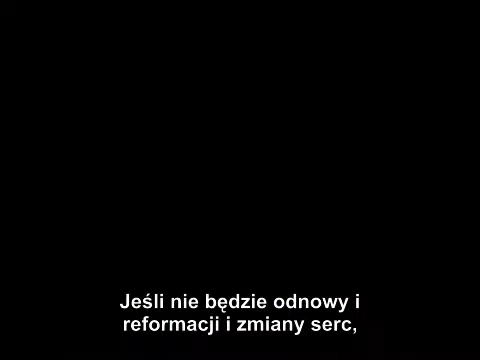 Jeśli nie będzie odnowy i
reformacji i zmiany serc,